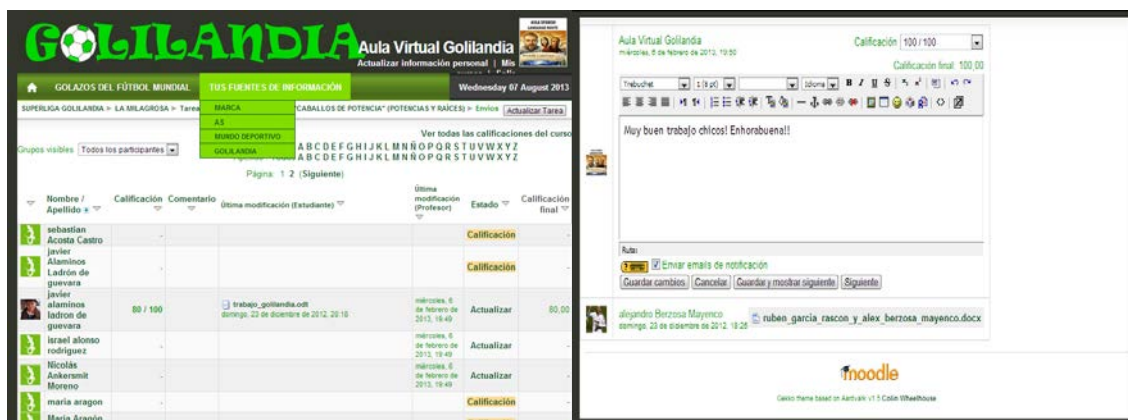 GOLILANDIA
Aula Virtual Golilandia
Actualizar información personal | Mis
GOLAZOS DEL FÚTBOL MUNDIAL TUS FUENTES DE INFORMACIÓN Wednesday 07 August 2013
SUPERLIGA GOLILANDIA ► LA MILAGROSA ► Tarea "CABALLOS DE POTENCIA" (POTENCIAS Y RAÍCES) ► Envíos Actualizar Tarea
MARCA
AS
MUNDO DEPORTIVO
GOLILANDIA
Ver todas las calificaciones del curso
Grupos visibles Todos los participantes
A B C D E F G H I J K L M N Ñ O P Q R S T U V W X Y Z
A B C D E F G H I J K L M N Ñ O P Q R S T U V W X Y Z
Página: 1 2 (Siguiente)
Nombre / Apellido Calificación Comentario Última modificación (Estudiante) Última modificación (Profesor) Estado Calificación final
sebastian Acosta Castro - Calificación -
javier Alaminos Ladrón de guevara - Calificación -
javier alaminos ladron de guevara 80 / 100 trabajo_golilandia.odt domingo, 23 de diciembre de 2012, 20:18 miércoles, 6 de febrero de 2013, 19:49 Actualizar 80,00
israel alonso rodriguez - miércoles, 6 de febrero de 2013, 19:49 Actualizar -
Nicolás Ankersmit Moreno - miércoles, 6 de febrero de 2013, 19:49 Actualizar -
maria aragon - Calificación -
Maria Aragón
Aula Virtual Golilandia
miércoles, 6 de febrero de 2013, 19:50
Calificación 100 / 100
Calificación final: 100,00
Trebuchet 1 (8 pt) Idioma B I U S
Muy buen trabajo chicos! Enhorabuena!!
Ruta:
Enviar emails de notificación
Guardar cambios Cancelar Guardar y mostrar siguiente Siguiente
alejandro Berzosa Mayenco
domingo, 23 de diciembre de 2012, 18:26
ruben_garcia_rascon_y_alex_berzosa_mayenco.docx
moodle
Gekko theme based on Aardvark v1.5 Colin Wheelhouse